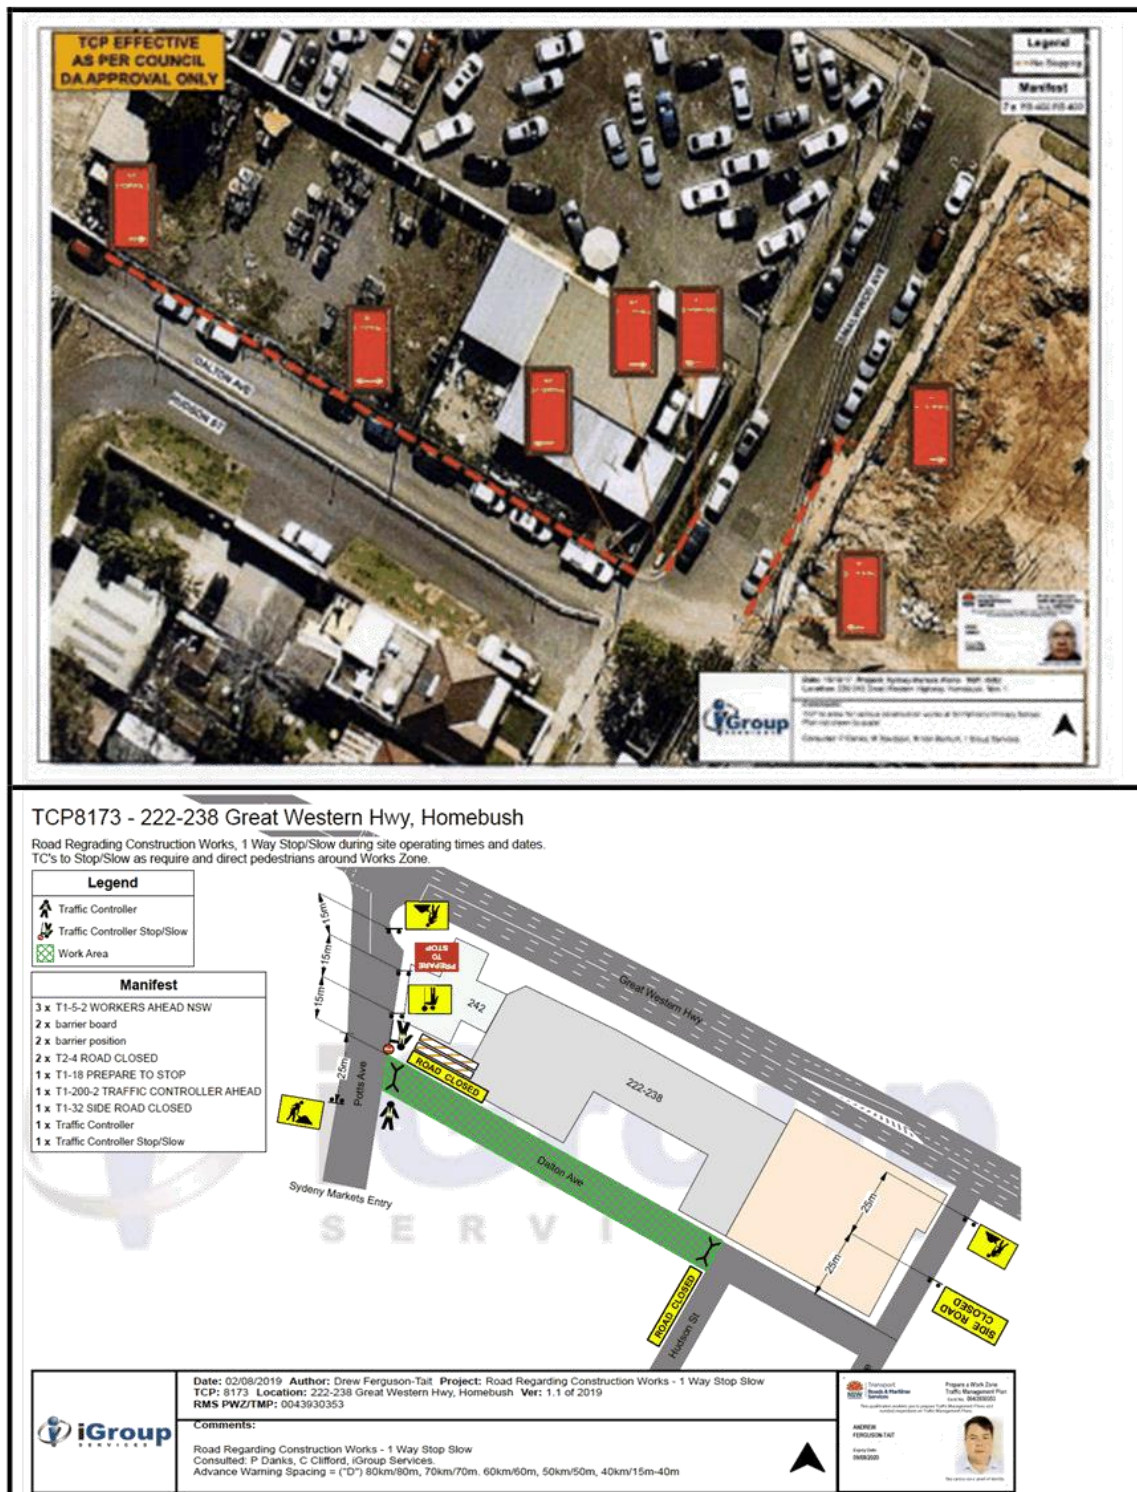 TCP EFFECTIVE
AS PER COUNCIL
DA APPROVAL ONLY
Legend
No Stopping
Manifest
DALTON AVE
HUDSON ST
iGroup
SERVICES
TCP8173 - 222-238 Great Western Hwy, Homebush
Road Regrading Construction Works, 1 Way Stop/Slow during site operating times and dates.
TC's to Stop/Slow as require and direct pedestrians around Works Zone.
Legend
Traffic Controller
Traffic Controller Stop/Slow
Work Area
Manifest
3 x T1-5-2 WORKERS AHEAD NSW
2 x barrier board
2 x barrier position
2 x T2-4 ROAD CLOSED
1 x T1-18 PREPARE TO STOP
1 x T1-200-2 TRAFFIC CONTROLLER AHEAD
1 x T1-32 SIDE ROAD CLOSED
1 x Traffic Controller
1 x Traffic Controller Stop/Slow
15m
15m
15m
25m
PREPARE
TO
STOP
242
Great Western Hwy
222-238
ROAD CLOSED
Potts Ave
Dalton Ave
Sydeny Markets Entry
25m
25m
ROAD CLOSED
Hudson St
SIDE ROAD
CLOSED
iGroup
SERVI
iGroup
SERVICES
Date: 02/08/2019 Author: Drew Ferguson-Tait Project: Road Regarding Construction Works - 1 Way Stop Slow
TCP: 8173 Location: 222-238 Great Western Hwy, Homebush Ver: 1.1 of 2019
RMS PWZ/TMP: 0043930353
Comments:
Road Regarding Construction Works - 1 Way Stop Slow
Consulted: P Danks, C Clifford, iGroup Services.
Advance Warning Spacing = ("D") 80km/80m, 70km/70m. 60km/60m, 50km/50m, 40km/15m-40m
Transport
Roads & Maritime
Services
Prepare a Work Zone
Traffic Management Plan
ANDREW
FERGUSON-TAIT
Expiry Date